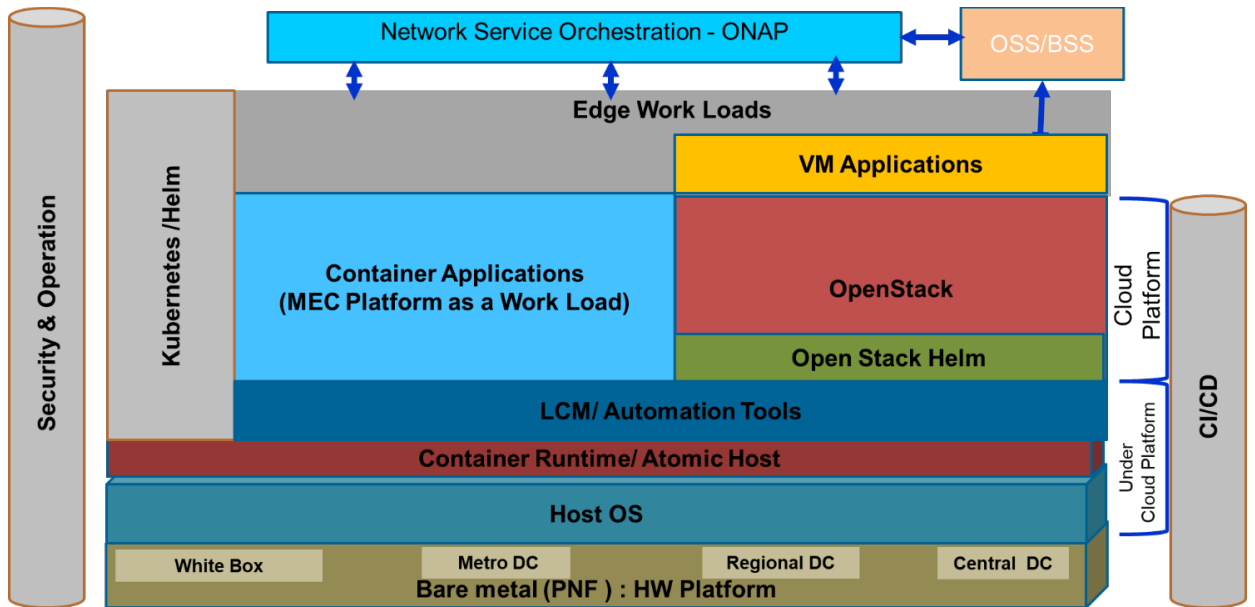 Network Service Orchestration - ONAP
OSS/BSS
Edge Work Loads
VM Applications
Security & Operation
Kubernetes /Helm
Container Applications
(MEC Platform as a Work Load)
OpenStack
Open Stack Helm
Cloud
Platform
LCM/ Automation Tools
Container Runtime/ Atomic Host
Under
Cloud Platform
CI/CD
Host OS
White Box
Metro DC
Regional DC
Central DC
Bare metal (PNF ) : HW Platform